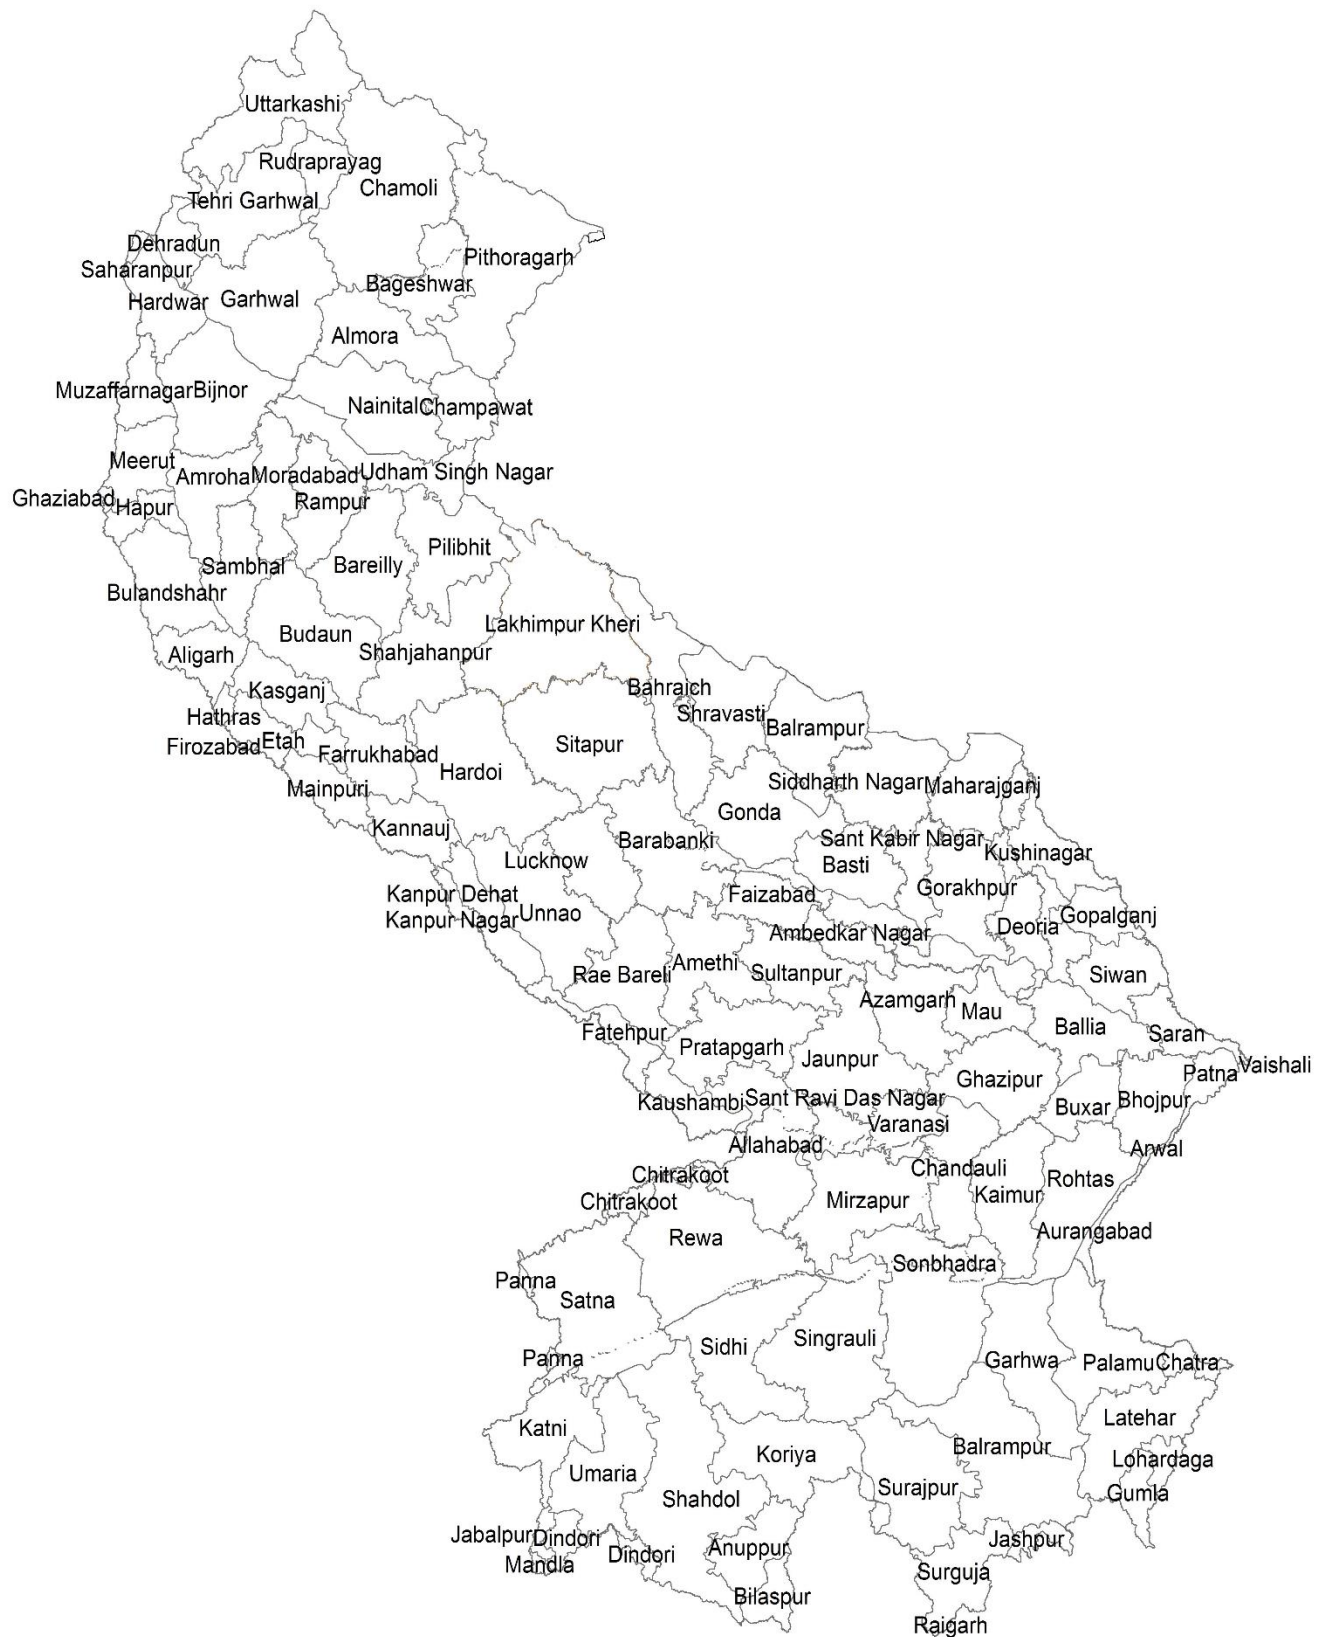 Uttarkashi
Rudraprayag
Chamoli
Tehri Garhwal
Dehradun
Pithoragarh
Saharanpur
Bageshwar
Hardwar
Garhwal
Almora
Muzaffarnagar
Bijnor
Nainital
Champawat
Meerut
Amroha
Moradabad
Udham Singh Nagar
Ghaziabad
Hapur
Rampur
Pilibhit
Sambhal
Bareilly
Bulandshahr
Lakhimpur Kheri
Budaun
Aligarh
Shahjahanpur
Kasganj
Bahraich
Hathras
Shravasti
Balrampur
Firozabad
Etah
Farrukhabad
Sitapur
Hardoi
Mainpuri
Siddharth Nagar
Maharajganj
Gonda
Kannauj
Barabanki
Sant Kabir Nagar
Lucknow
Basti
Kushinagar
Kanpur Dehat
Faizabad
Gorakhpur
Kanpur Nagar
Unnao
Gopalganj
Deoria
Ambedkar Nagar
Rae Bareli
Amethi
Sultanpur
Siwan
Azamgarh
Mau
Fatehpur
Ballia
Saran
Pratapgarh
Jaunpur
Vaishali
Ghazipur
Patna
Kaushambi
Sant Ravi Das Nagar
Buxar
Bhojpur
Varanasi
Allahabad
Arwal
Chitrakoot
Chandauli
Rohtas
Chitrakoot
Mirzapur
Kaimur
Rewa
Aurangabad
Sonbhadra
Panna
Satna
Sidhi
Singrauli
Panna
Garhwa
Palamu
Chatra
Katni
Latehar
Koriya
Balrampur
Lohardaga
Umaria
Surajpur
Gumla
Shahdol
Jabalpur
Dindori
Anuppur
Jashpur
Mandla
Dindori
Surguja
Bilaspur
Raigarh